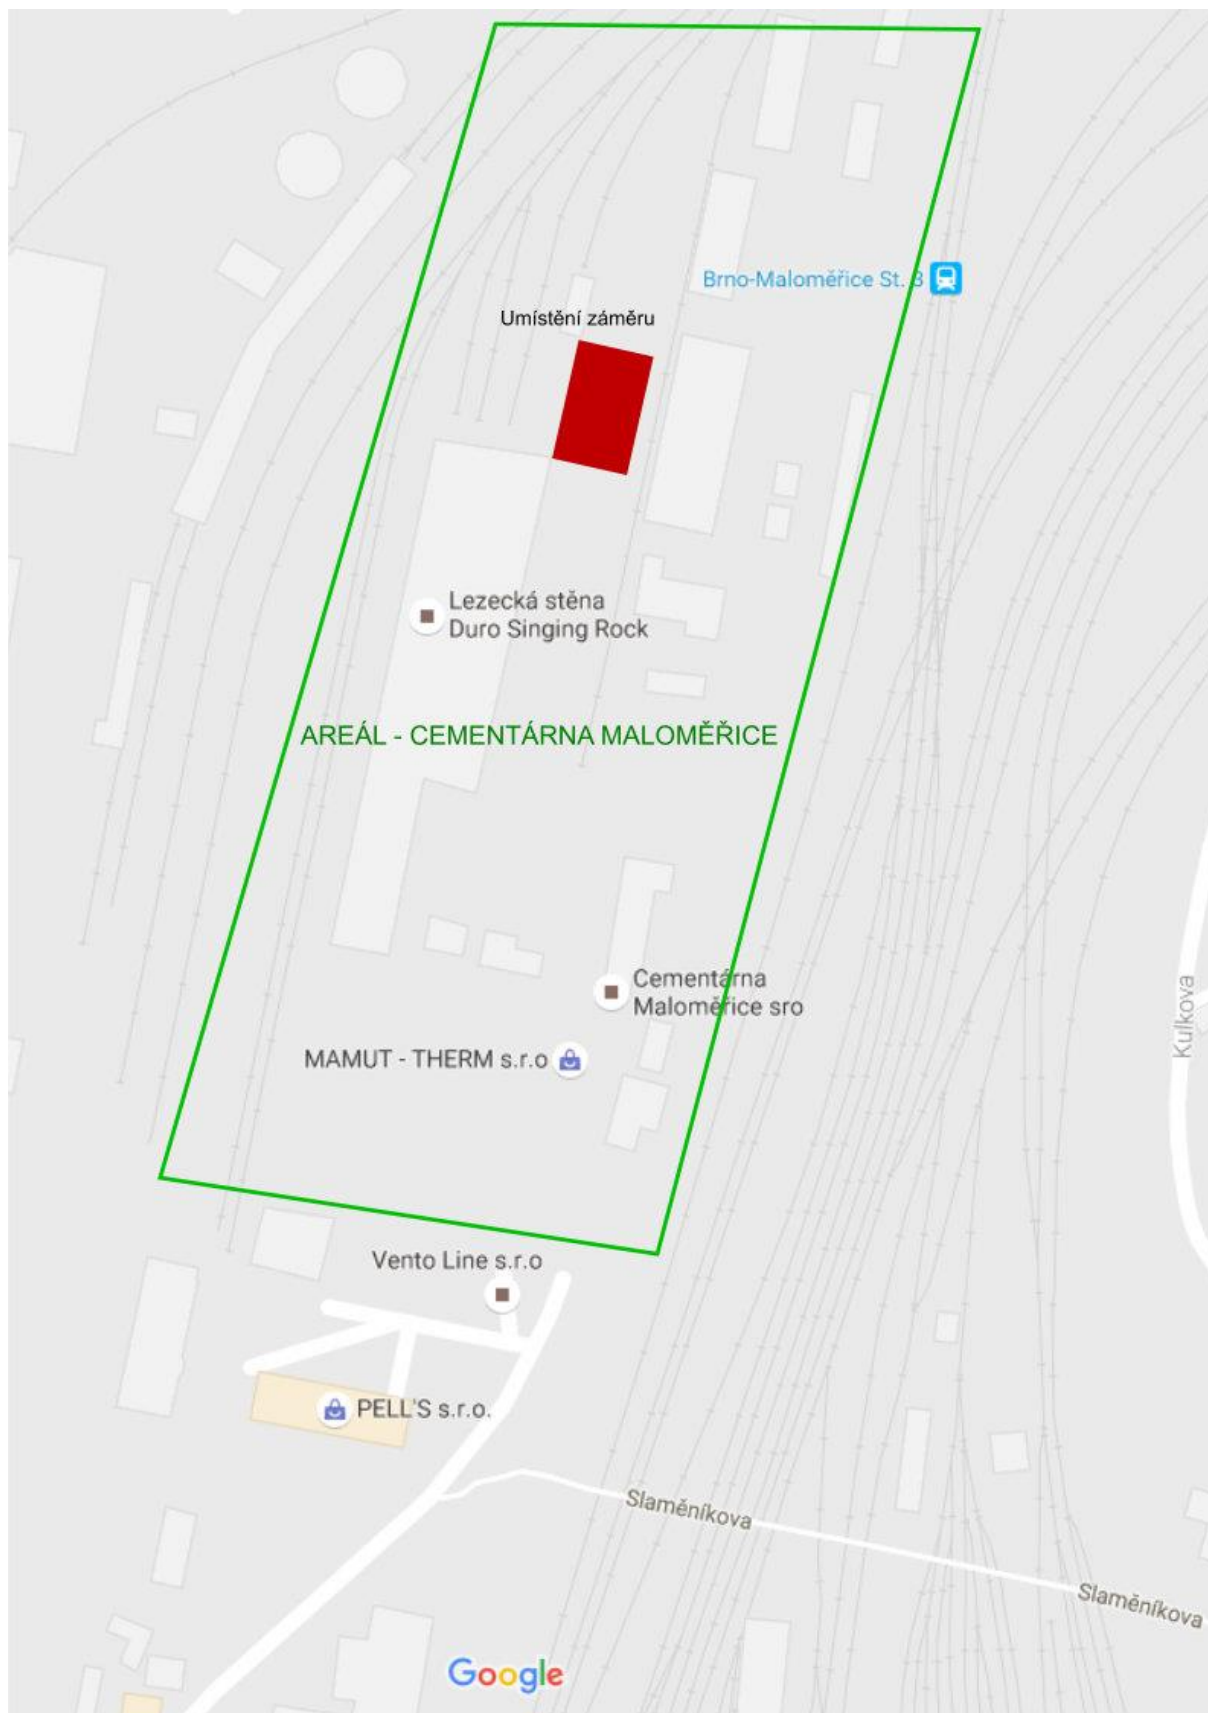 Brno-Maloměřice St. 3
Umístění záměru
Lezecká stěna
Duro Singing Rock
AREÁL - CEMENTÁRNA MALOMĚŘICE
Cementárna
Maloměřice sro
Kulkova
MAMUT - THERM s.r.o
Vento Line s.r.o
PELL'S s.r.o.
Slaměníkova
Slaměníkova
Google